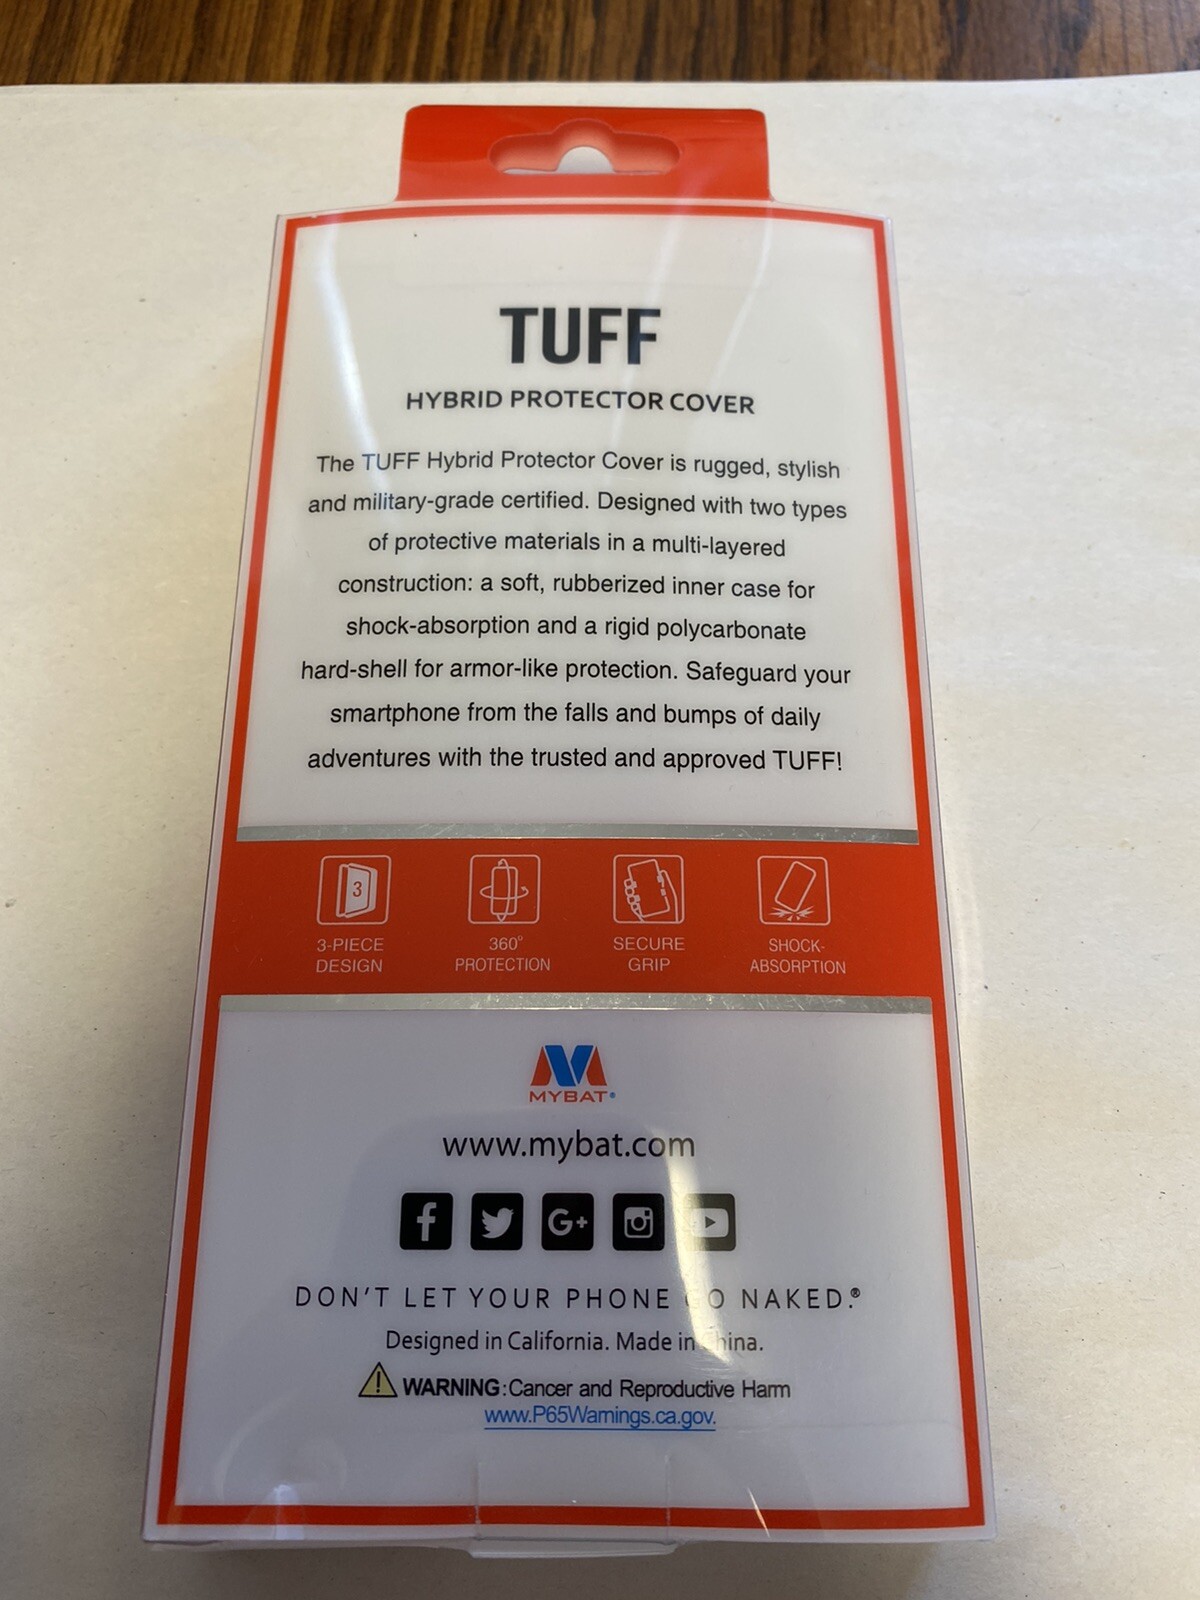 TUFF
HYBRID PROTECTOR COVER
The TUFF Hybrid Protector Cover is rugged, stylish
and military-grade certified. Designed with two types
of protective materials in a multi-layered
construction: a soft, rubberized inner case for
shock-absorption and a rigid polycarbonate
hard-shell for armor-like protection. Safeguard your
smartphone from the falls and bumps of daily
adventures with the trusted and approved TUFF!
3
3-PIECE DESIGN
360° PROTECTION
SECURE GRIP
SHOCK-ABSORPTION
MYBAT®
www.mybat.com
f G+
DON'T LET YOUR PHONE GO NAKED.®
Designed in California. Made in China.
WARNING: Cancer and Reproductive Harm
www.P65Warnings.ca.gov.